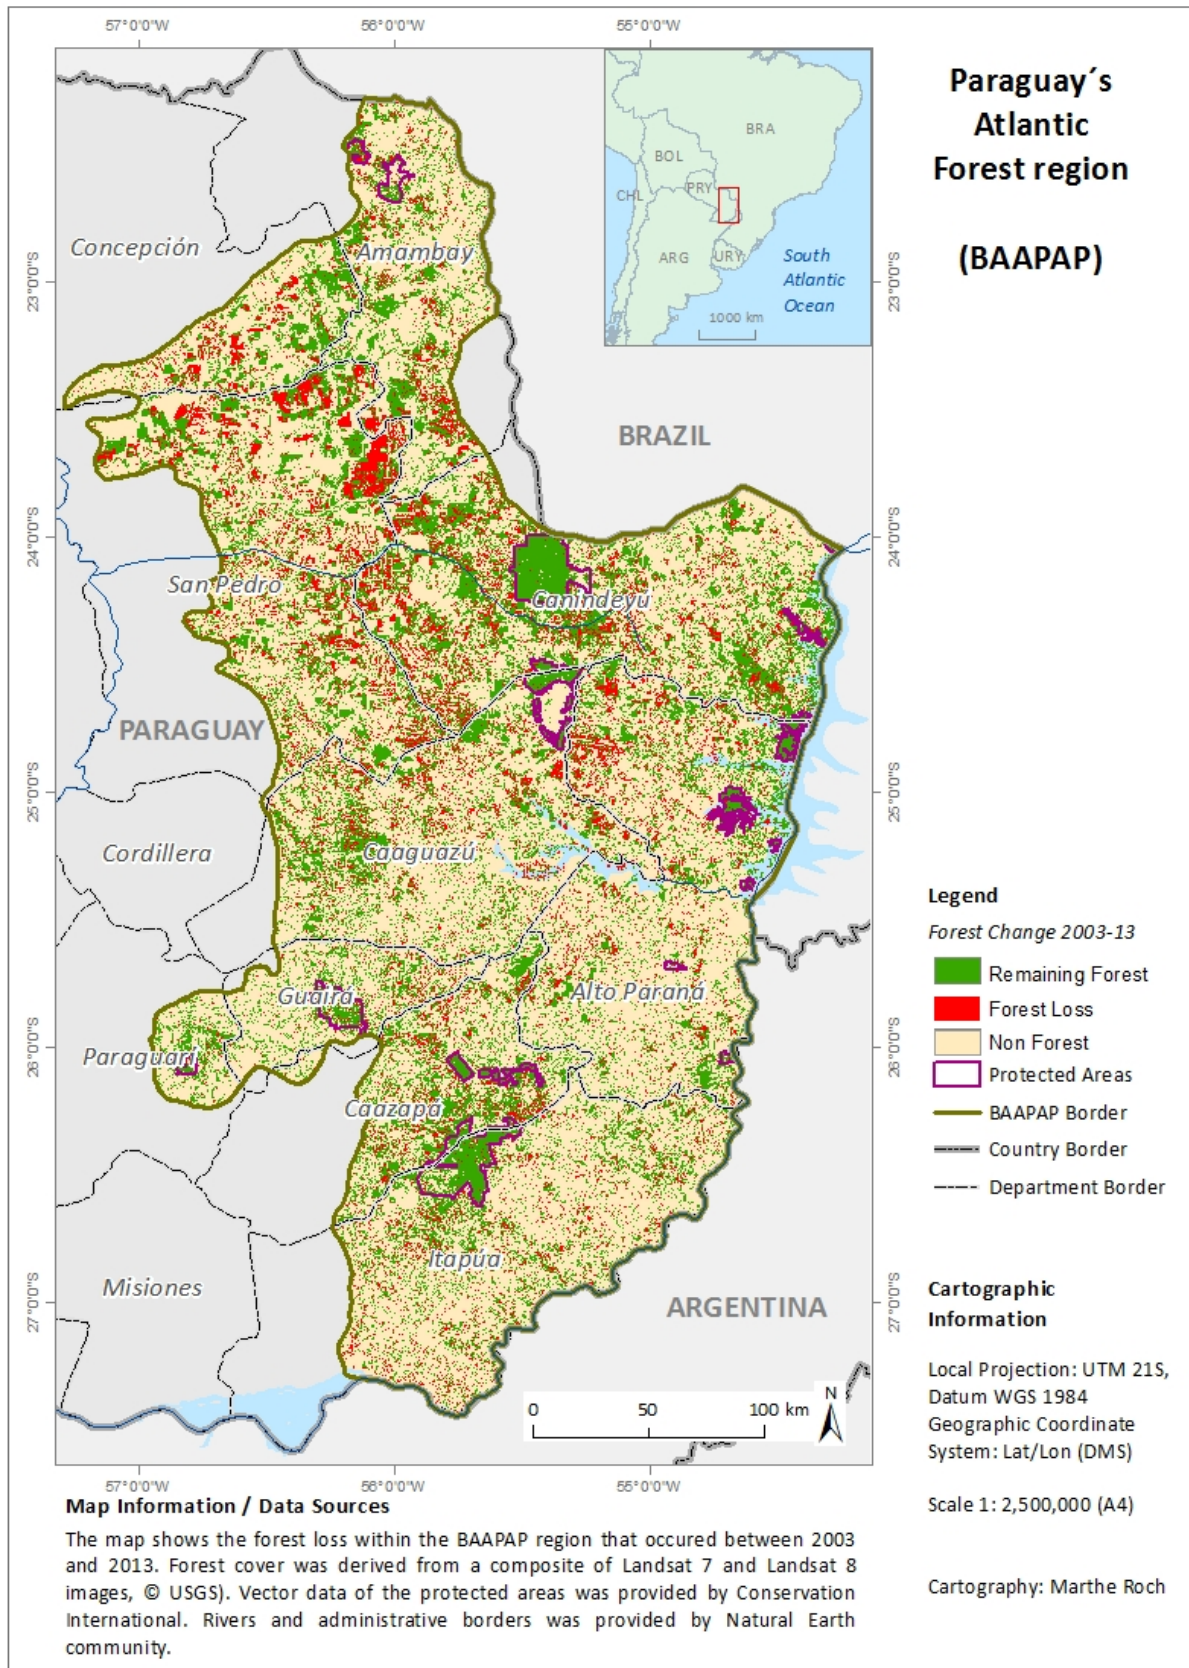 57°0'0"W
56°0'0"W
55°0'0"W
Paraguay´s
Atlantic
Forest region
(BAAPAP)
BRA
BOL
PRY
CHL
ARG
URY
South
Atlantic
Ocean
1000 km
23°0'0"S
23°0'0"S
Concepción
Amambay
BRAZIL
24°0'0"S
24°0'0"S
San Pedro
Canindeyú
PARAGUAY
25°0'0"S
25°0'0"S
Cordillera
Caaguazú
Guairá
Alto Paraná
26°0'0"S
26°0'0"S
Paraguarí
Caazapá
Itapúa
Misiones
27°0'0"S
27°0'0"S
ARGENTINA
0
50
100 km
N
57°0'0"W
56°0'0"W
55°0'0"W
Legend
Forest Change 2003-13
Remaining Forest
Forest Loss
Non Forest
Protected Areas
BAAPAP Border
Country Border
Department Border
Cartographic
Information
Local Projection: UTM 21S,
Datum WGS 1984
Geographic Coordinate
System: Lat/Lon (DMS)
Scale 1: 2,500,000 (A4)
Cartography: Marthe Roch
Map Information / Data Sources
The map shows the forest loss within the BAAPAP region that occured between 2003
and 2013. Forest cover was derived from a composite of Landsat 7 and Landsat 8
images, © USGS). Vector data of the protected areas was provided by Conservation
International. Rivers and administrative borders was provided by Natural Earth
community.